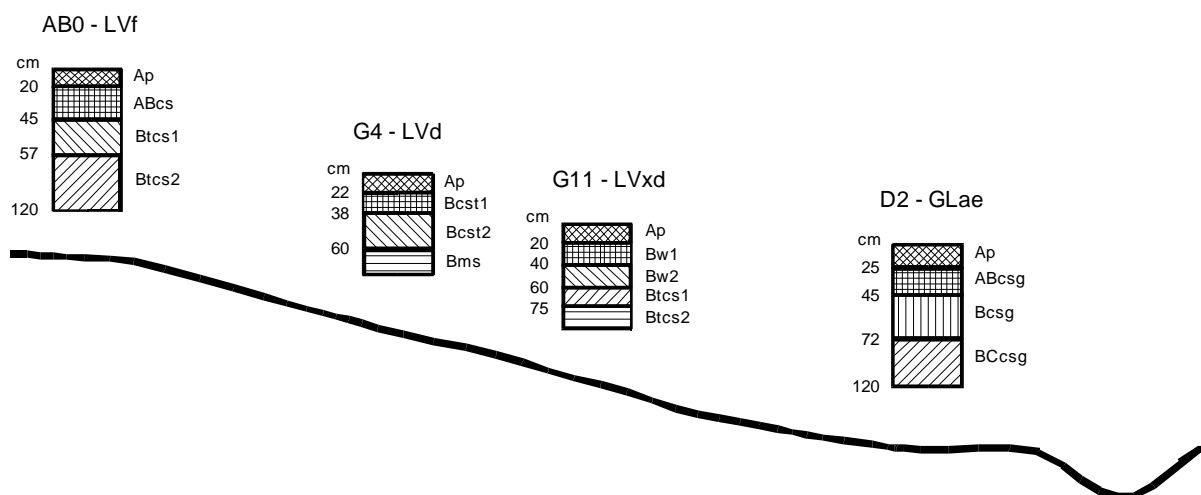 AB0 - LVf
cm
20
45
57
120
Ap
ABcs
Btcs1
Btcs2
G4 - LVd
cm
22
38
60
Ap
Bcst1
Bcst2
Bms
G11 - LVxd
cm
20
40
60
75
Ap
Bw1
Bw2
Btcs1
Btcs2
D2 - GLae
cm
25
45
72
120
Ap
ABcsg
Bcsg
BCcsg